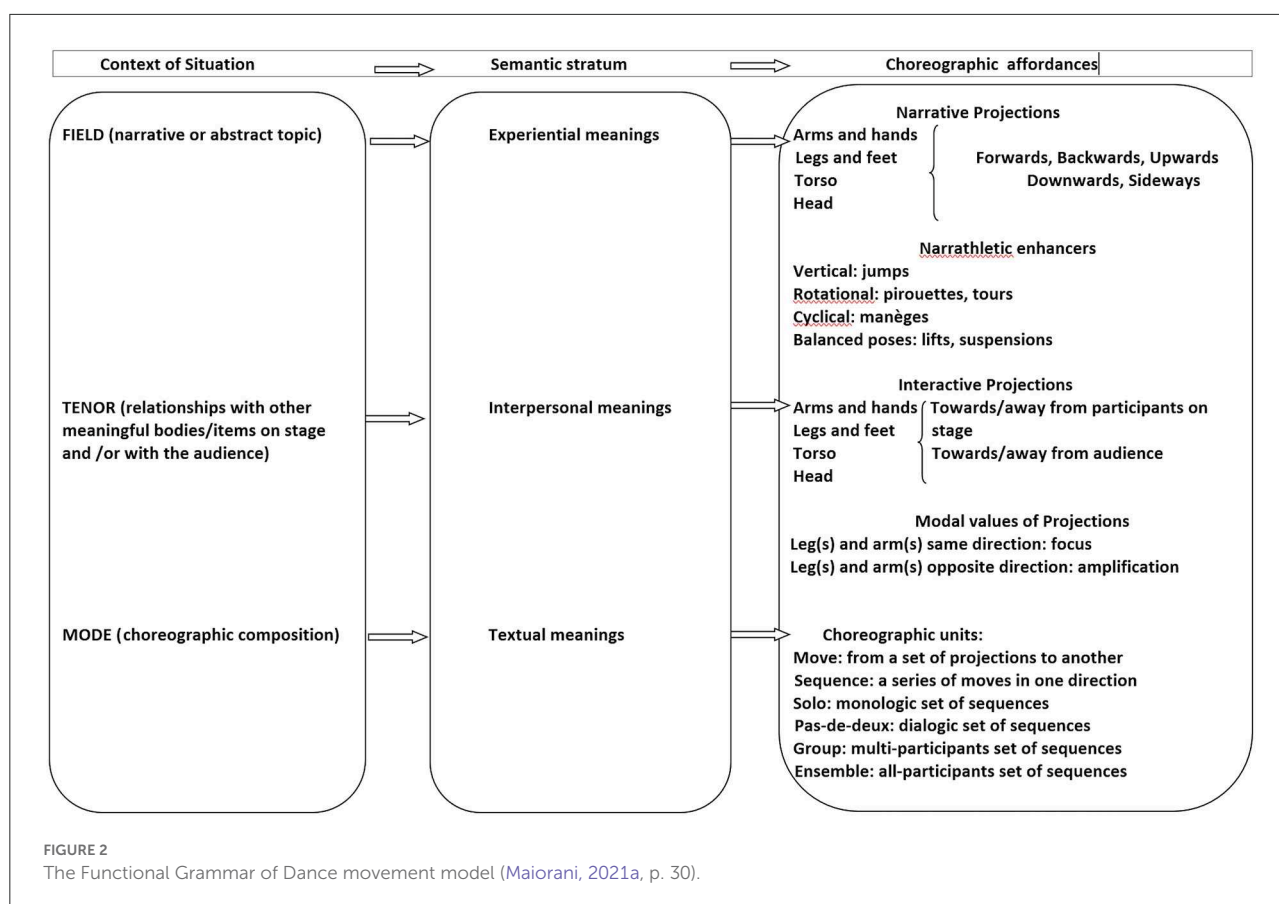 Context of Situation
Semantic stratum
Choreographic affordances
FIELD (narrative or abstract topic)
Experiential meanings
Narrative Projections
Arms and hands
Legs and feet
Torso
Head
Forwards, Backwards, Upwards
Downwards, Sideways
Narrathletic enhancers
Vertical: jumps
Rotational: pirouettes, tours
Cyclical: manèges
Balanced poses: lifts, suspensions
TENOR (relationships with other
meaningful bodies/items on stage
and /or with the audience)
Interpersonal meanings
Interactive Projections
Arms and hands
Legs and feet
Torso
Head
Towards/away from participants on
stage
Towards/away from audience
Modal values of Projections
Leg(s) and arm(s) same direction: focus
Leg(s) and arm(s) opposite direction: amplification
MODE (choreographic composition)
Textual meanings
Choreographic units:
Move: from a set of projections to another
Sequence: a series of moves in one direction
Solo: monologic set of sequences
Pas-de-deux: dialogic set of sequences
Group: multi-participants set of sequences
Ensemble: all-participants set of sequences
FIGURE 2
The Functional Grammar of Dance movement model (Maiorani, 2021a, p. 30).